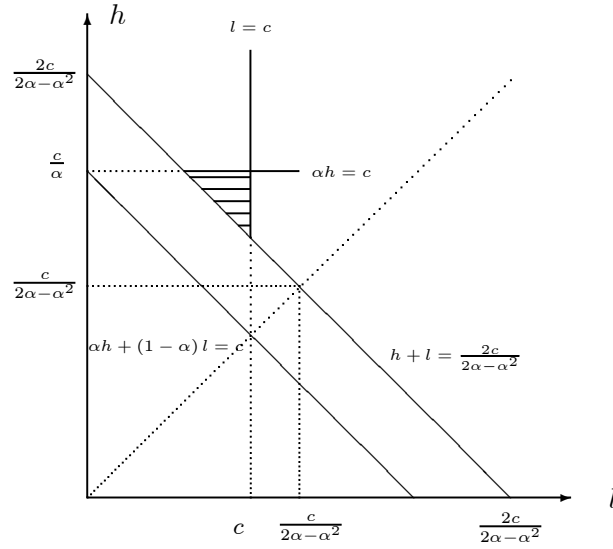 h
l = c
2c/2α−α²
c/α
αh = c
c/2α−α²
αh + (1 − α) l = c
h + l = 2c/2α−α²
l
c
c/2α−α²
2c/2α−α²